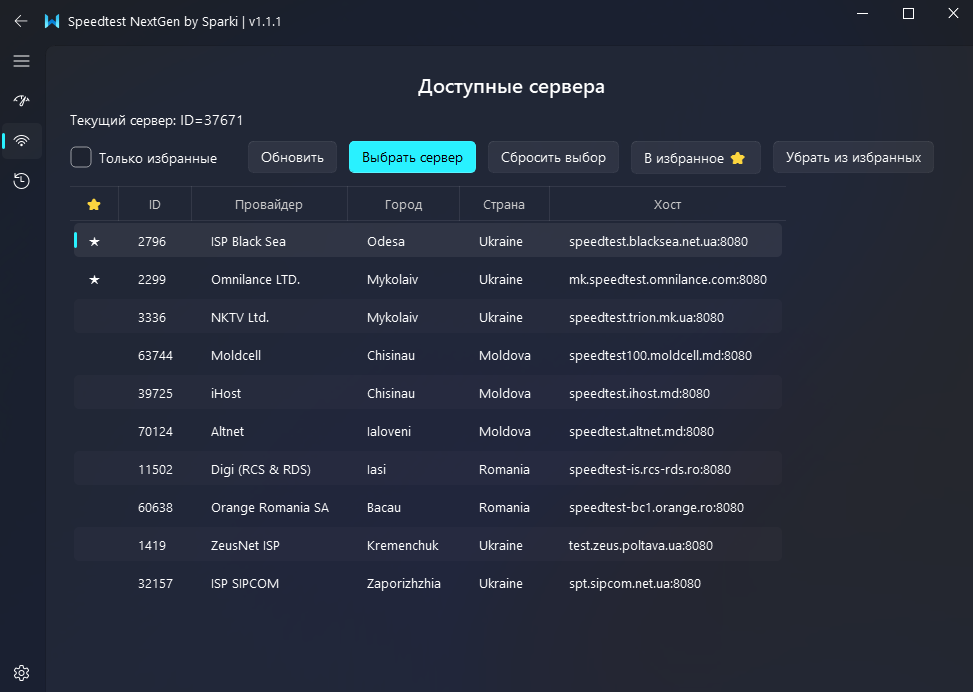 Speedtest NextGen by Sparki | v1.1.1
Доступные сервера
Текущий сервер: ID=37671
Только избранные Обновить Выбрать сервер Сбросить выбор В избранное ⭐ Убрать из избранных
⭐ ID Провайдер Город Страна Хост
★ 2796 ISP Black Sea Odesa Ukraine speedtest.blacksea.net.ua:8080
★ 2299 Omnilance LTD. Mykolaiv Ukraine mk.speedtest.omnilance.com:8080
3336 NKTV Ltd. Mykolaiv Ukraine speedtest.trion.mk.ua:8080
63744 Moldcell Chisinau Moldova speedtest100.moldcell.md:8080
39725 iHost Chisinau Moldova speedtest.ihost.md:8080
70124 Altnet Ialoveni Moldova speedtest.altnet.md:8080
11502 Digi (RCS & RDS) Iasi Romania speedtest-is.rcs-rds.ro:8080
60638 Orange Romania SA Bacau Romania speedtest-bc1.orange.ro:8080
1419 ZeusNet ISP Kremenchuk Ukraine test.zeus.poltava.ua:8080
32157 ISP SIPCOM Zaporizhzhia Ukraine spt.sipcom.net.ua:8080